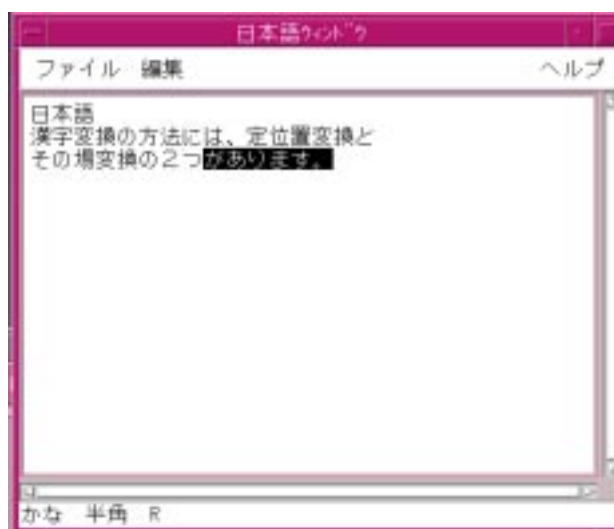 日本語ｳｨﾝﾄﾞｳ
ファイル 編集 ヘルプ
日本語
漢字変換の方法には、定位置変換と
その場変換の２つがあります。
かな 半角 R